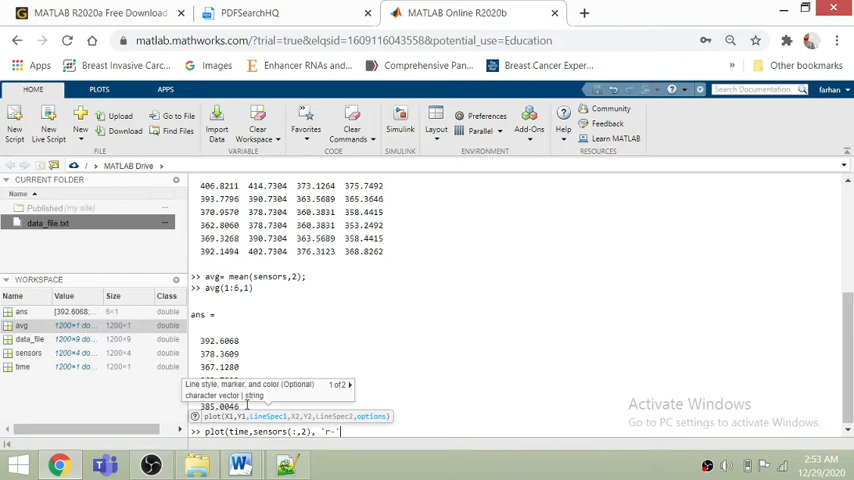 MATLAB R2020a Free Download
PDFSearchHQ
MATLAB Online R2020b
matlab.mathworks.com/?trial=true&elqsid=1609116043558&potential_use=Education
Apps
Breast Invasive Carc...
Images
Enhancer RNAs and...
Comprehensive Pan...
Breast Cancer Exper...
Other bookmarks
HOME
PLOTS
APPS
Search Documentation
farhan
New Script
New Live Script
New
Upload
Download
Go to File
Find Files
Import Data
Clear Workspace
Favorites
Clear Commands
Simulink
Layout
Preferences
Parallel
Add-Ons
Help
Community
Feedback
Learn MATLAB
FILE
VARIABLE
CODE
SIMULINK
ENVIRONMENT
RESOURCES
/ MATLAB Drive
CURRENT FOLDER
Name
Published (my site)
data_file.txt
WORKSPACE
Name Value Size Class
ans [392.6068;... 6×1 double
avg 1200×1 do... 1200×1 double
data_file 1200×9 do... 1200×9 double
sensors 1200×4 do... 1200×4 double
time 1200×1 do... 1200×1 double
406.8211 414.7304 373.1264 375.7492
393.7796 390.7304 363.5689 365.3646
370.9570 378.7304 360.3831 358.4415
362.8060 378.7304 360.3831 353.2492
369.3268 390.7304 363.5689 358.4415
392.1494 402.7304 376.3123 368.8262
>> avg= mean(sensors,2);
>> avg(1:6,1)
ans =
392.6068
378.3609
367.1280
385.0046
Line style, marker, and color (Optional) 1 of 2
character vector | string
plot(X1,Y1,LineSpec1,X2,Y2,LineSpec2,options)
>> plot(time,sensors(:,2), 'r-'
Activate Windows
Go to PC settings to activate Windows.
2:53 AM
12/29/2020